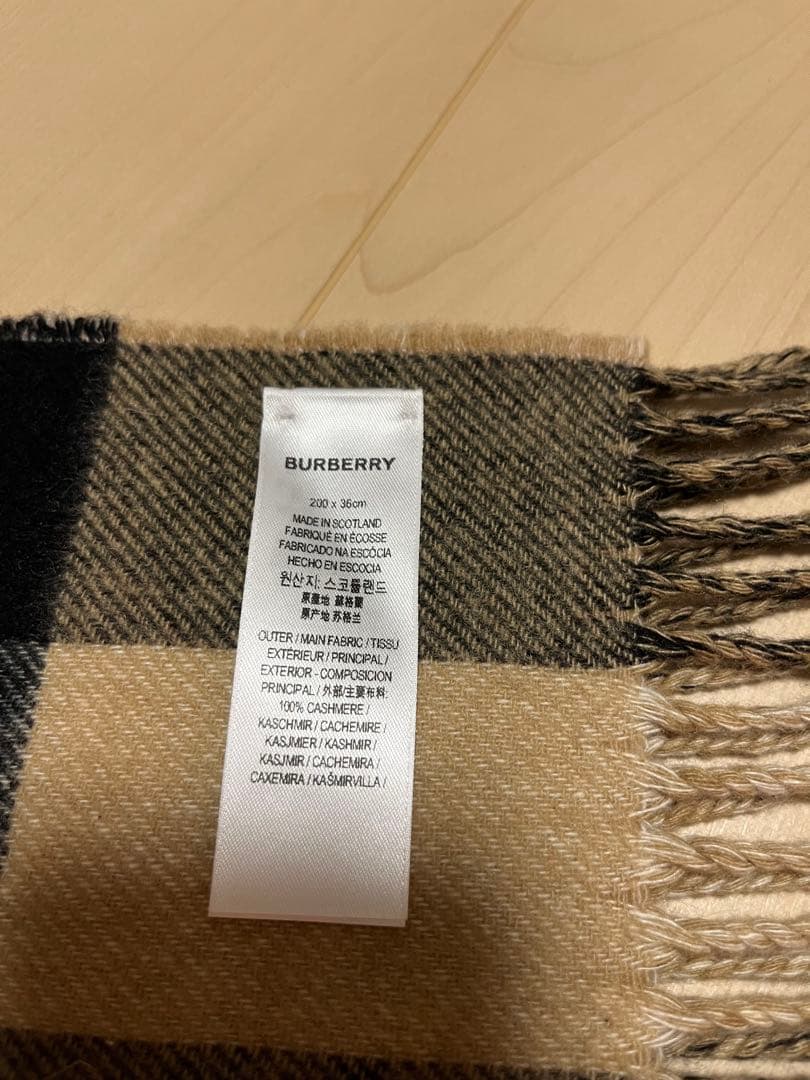 BURBERRY
200 x 36cm
MADE IN SCOTLAND
FABRIQUÉ EN ÉCOSSE
FABRICADO NA ESCÓCIA
HECHO EN ESCOCIA
원산지: 스코틀랜드
原產地 蘇格蘭
原产地 苏格兰
OUTER / MAIN FABRIC / TISSU
EXTÉRIEUR / PRINCIPAL /
EXTERIOR - COMPOSICION
PRINCIPAL / 外部/主要布料:
100% CASHMERE /
KASCHMIR / CACHEMIRE /
KASJMIER / KASHMIR /
KASJMIR / CACHEMIRA /
CAXEMIRA / KAŠMIRVILLA /